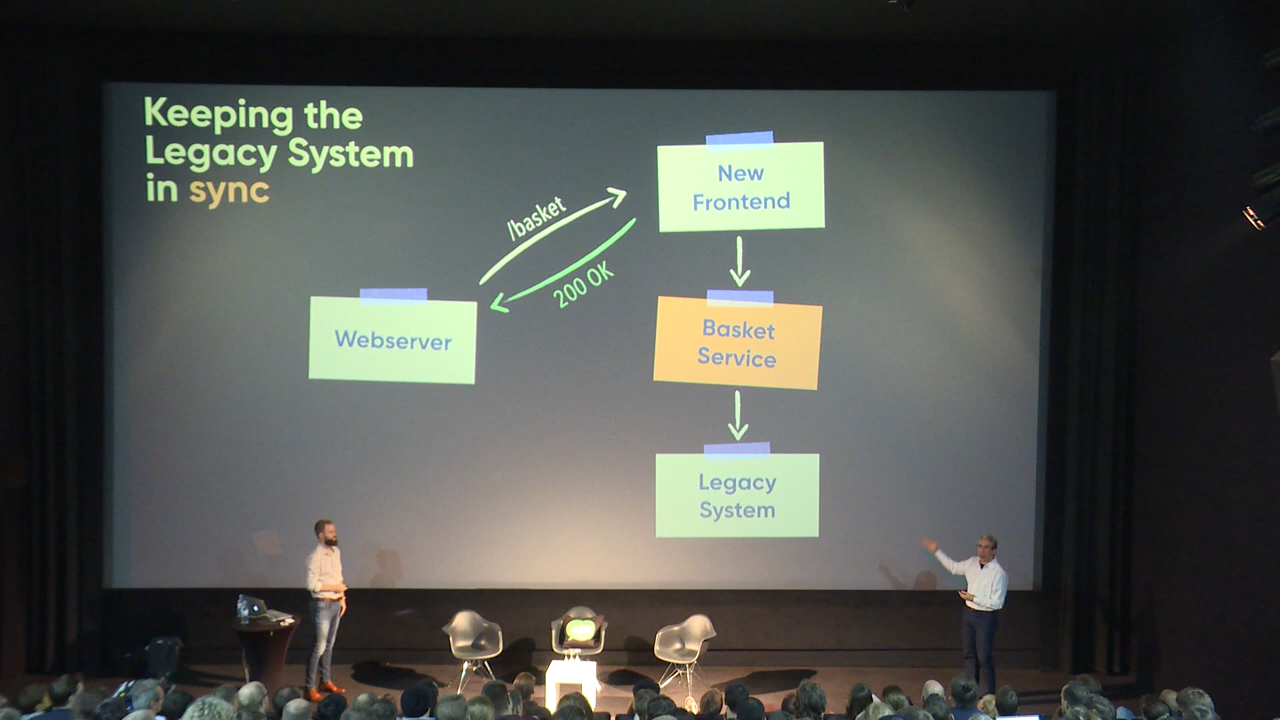 Keeping the
Legacy System
in sync
New
Frontend
/basket
200 OK
Webserver
Basket
Service
Legacy
System